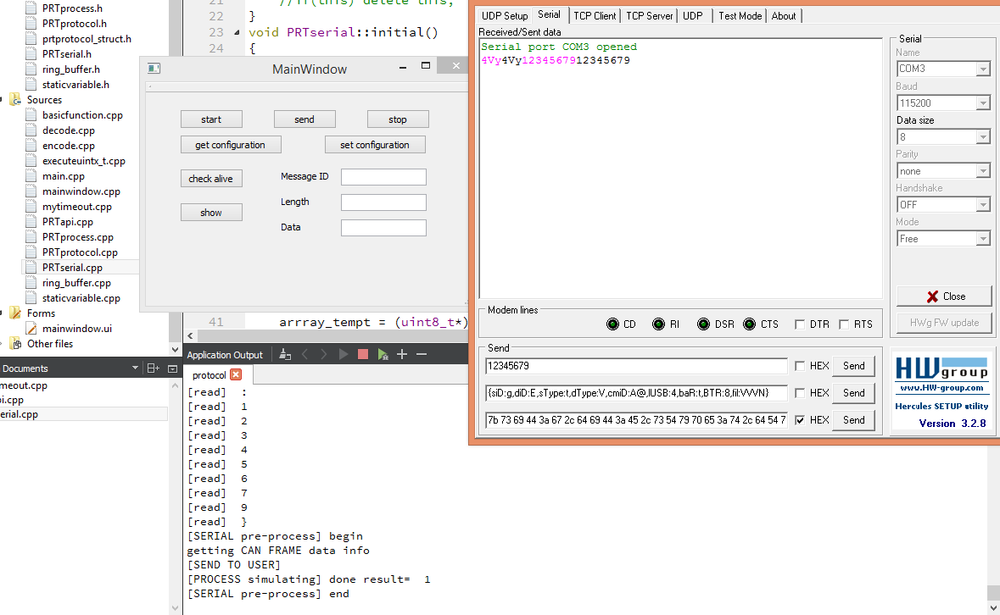 PRTprocess.h
PRTprotocol.h
prtprotocol_struct.h
PRTserial.h
ring_buffer.h
staticvariable.h
Sources
basicfunction.cpp
decode.cpp
encode.cpp
executeuintx_t.cpp
main.cpp
mainwindow.cpp
mytimeout.cpp
PRTapi.cpp
PRTprocess.cpp
PRTprotocol.cpp
PRTserial.cpp
ring_buffer.cpp
staticvariable.cpp
Forms
mainwindow.ui
Other files
Documents
meout.cpp
pi.cpp
erial.cpp
21 //if(this) delete this;
22 }
23 void PRTserial::initial()
24 {
41 arrray_tempt = (uint8_t*)
MainWindow
start send stop
get configuration set configuration
check alive Message ID
Length
show
Data
Application Output
protocol
[read] :
[read] 1
[read] 2
[read] 3
[read] 4
[read] 5
[read] 6
[read] 7
[read] 9
[read] }
[SERIAL pre-process] begin
getting CAN FRAME data info
[SEND TO USER]
[PROCESS simulating] done result= 1
[SERIAL pre-process] end
UDP Setup Serial TCP Client TCP Server UDP Test Mode About
Received/Sent data
Serial port COM3 opened
4Vy4Vy1234567912345679
Serial
Name
COM3
Baud
115200
Data size
8
Parity
none
Handshake
OFF
Mode
Free
Close
HWg FW update
Modem lines
CD RI DSR CTS DTR RTS
Send
12345679 HEX Send
{siD:g,diD:E,sType:t,dType:V,cmiD:A@,lUSB:4,baR:t,BTR:8,fil:VVVN} HEX Send
7b 73 69 44 3a 67 2c 64 69 44 3a 45 2c 73 54 79 70 65 3a 74 2c 64 54 7 HEX Send
HWgroup
www.HW-group.com
Hercules SETUP utility
Version 3.2.8